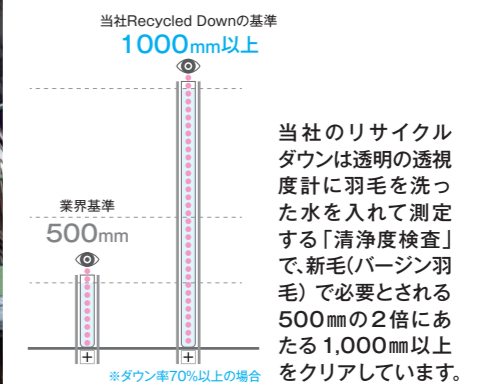 当社Recycled Downの基準
1000mm以上
業界基準
500mm
※ダウン率70%以上の場合
当社のリサイクル
ダウンは透明の透視
度計に羽毛を洗っ
た水を入れて測定
する「清浄度検査」
で、新毛(バージン羽
毛) で必要とされる
500㎜の2倍にあ
たる1,000㎜以上
をクリアしています。